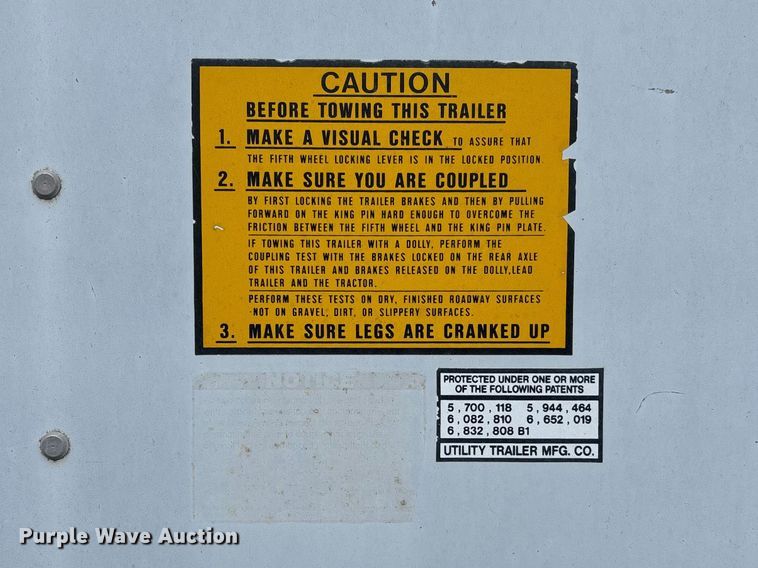 CAUTION
BEFORE TOWING THIS TRAILER
1. MAKE A VISUAL CHECK TO ASSURE THAT
THE FIFTH WHEEL LOCKING LEVER IS IN THE LOCKED POSITION.
2. MAKE SURE YOU ARE COUPLED
BY FIRST LOCKING THE TRAILER BRAKES AND THEN BY PULLING
FORWARD ON THE KING PIN HARD ENOUGH TO OVERCOME THE
FRICTION BETWEEN THE FIFTH WHEEL AND THE KING PIN PLATE.
IF TOWING THIS TRAILER WITH A DOLLY, PERFORM THE
COUPLING TEST WITH THE BRAKES LOCKED ON THE REAR AXLE
OF THIS TRAILER AND BRAKES RELEASED ON THE DOLLY, LEAD
TRAILER AND THE TRACTOR.
PERFORM THESE TESTS ON DRY, FINISHED ROADWAY SURFACES
-NOT ON GRAVEL, DIRT, OR SLIPPERY SURFACES.
3. MAKE SURE LEGS ARE CRANKED UP
NOTICE
PROTECTED UNDER ONE OR MORE
OF THE FOLLOWING PATENTS
5,700,118 5,944,464
6,082,810 6,652,019
6,832,808 B1
UTILITY TRAILER MFG. CO.
Purple Wave Auction